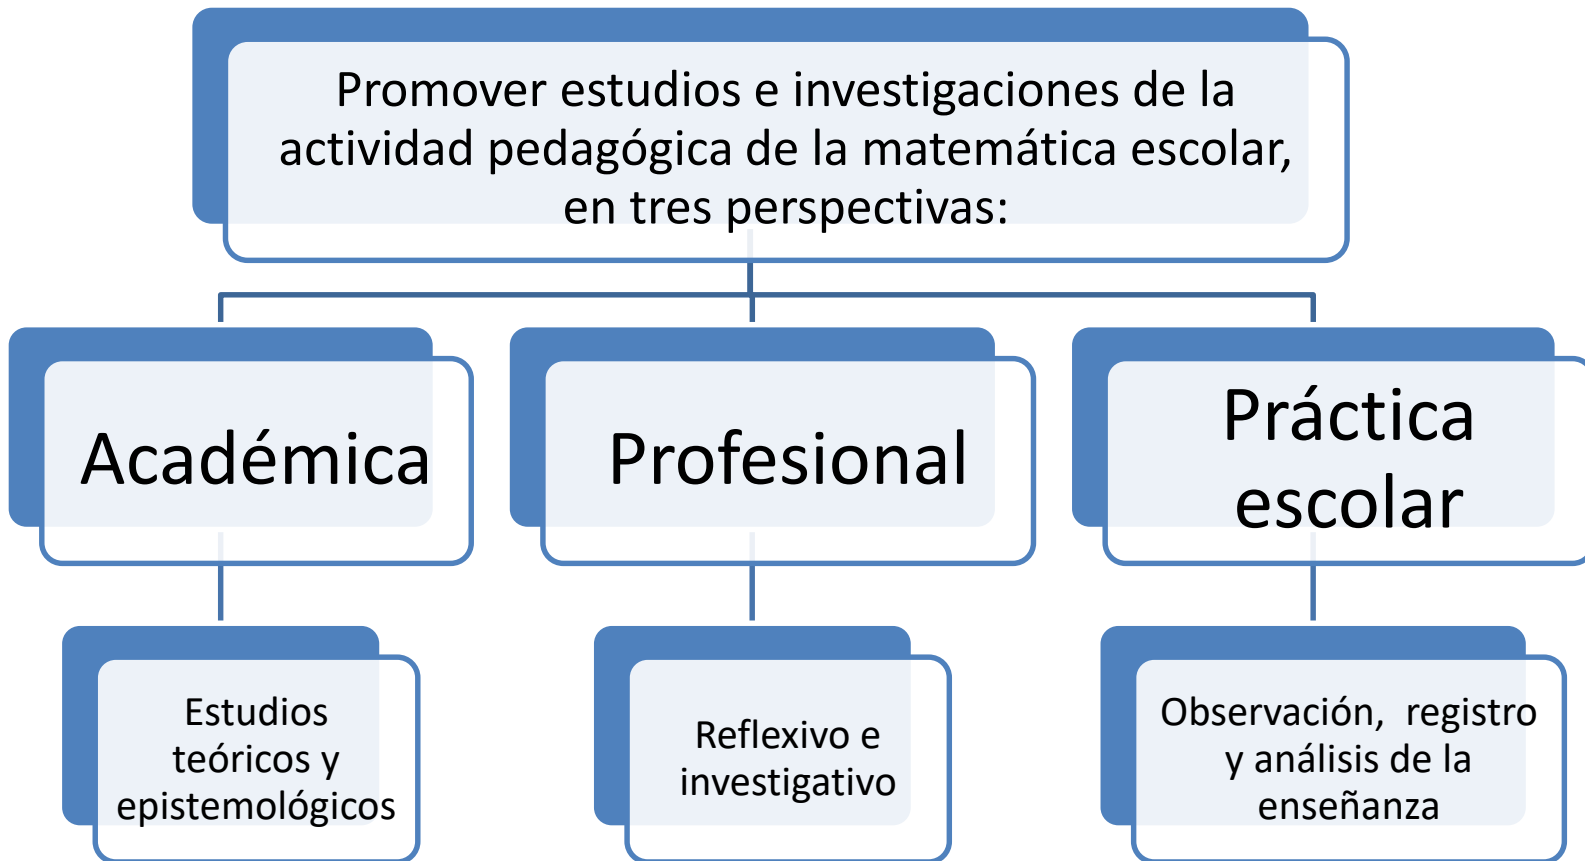 Promover estudios e investigaciones de la
actividad pedagógica de la matemática escolar,
en tres perspectivas:
Académica
Profesional
Práctica
escolar
Estudios
teóricos y
epistemológicos
Reflexivo e
investigativo
Observación,  registro
y análisis de la
enseñanza